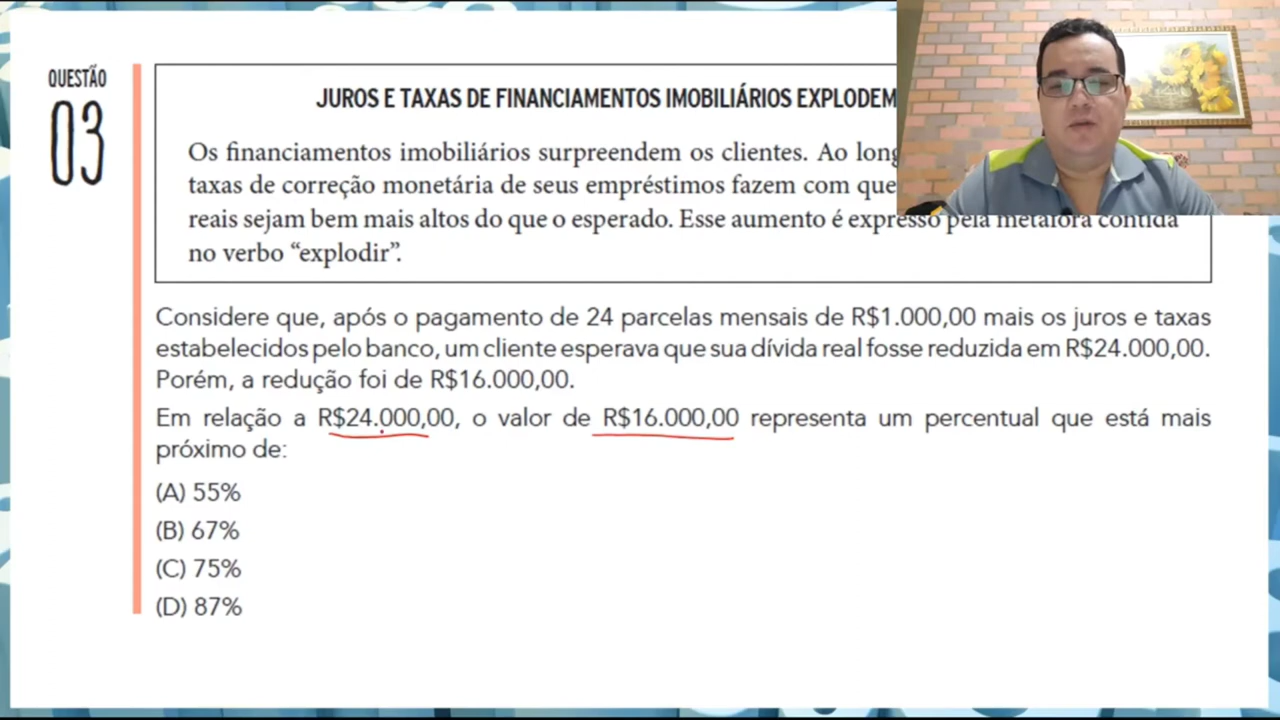 QUESTÃO
03
JUROS E TAXAS DE FINANCIAMENTOS IMOBILIÁRIOS EXPLODEM
Os financiamentos imobiliários surpreendem os clientes. Ao
taxas de correção monetária de seus empréstimos fazem com que
reais sejam bem mais altos do que o esperado. Esse aumento é expresso pela metáfora contida
no verbo “explodir”.
Considere que, após o pagamento de 24 parcelas mensais de R$1.000,00 mais os juros e taxas
estabelecidos pelo banco, um cliente esperava que sua dívida real fosse reduzida em R$24.000,00.
Porém, a redução foi de R$16.000,00.
Em relação a R$24.000,00, o valor de R$16.000,00 representa um percentual que está mais
próximo de:
(A) 55%
(B) 67%
(C) 75%
(D) 87%